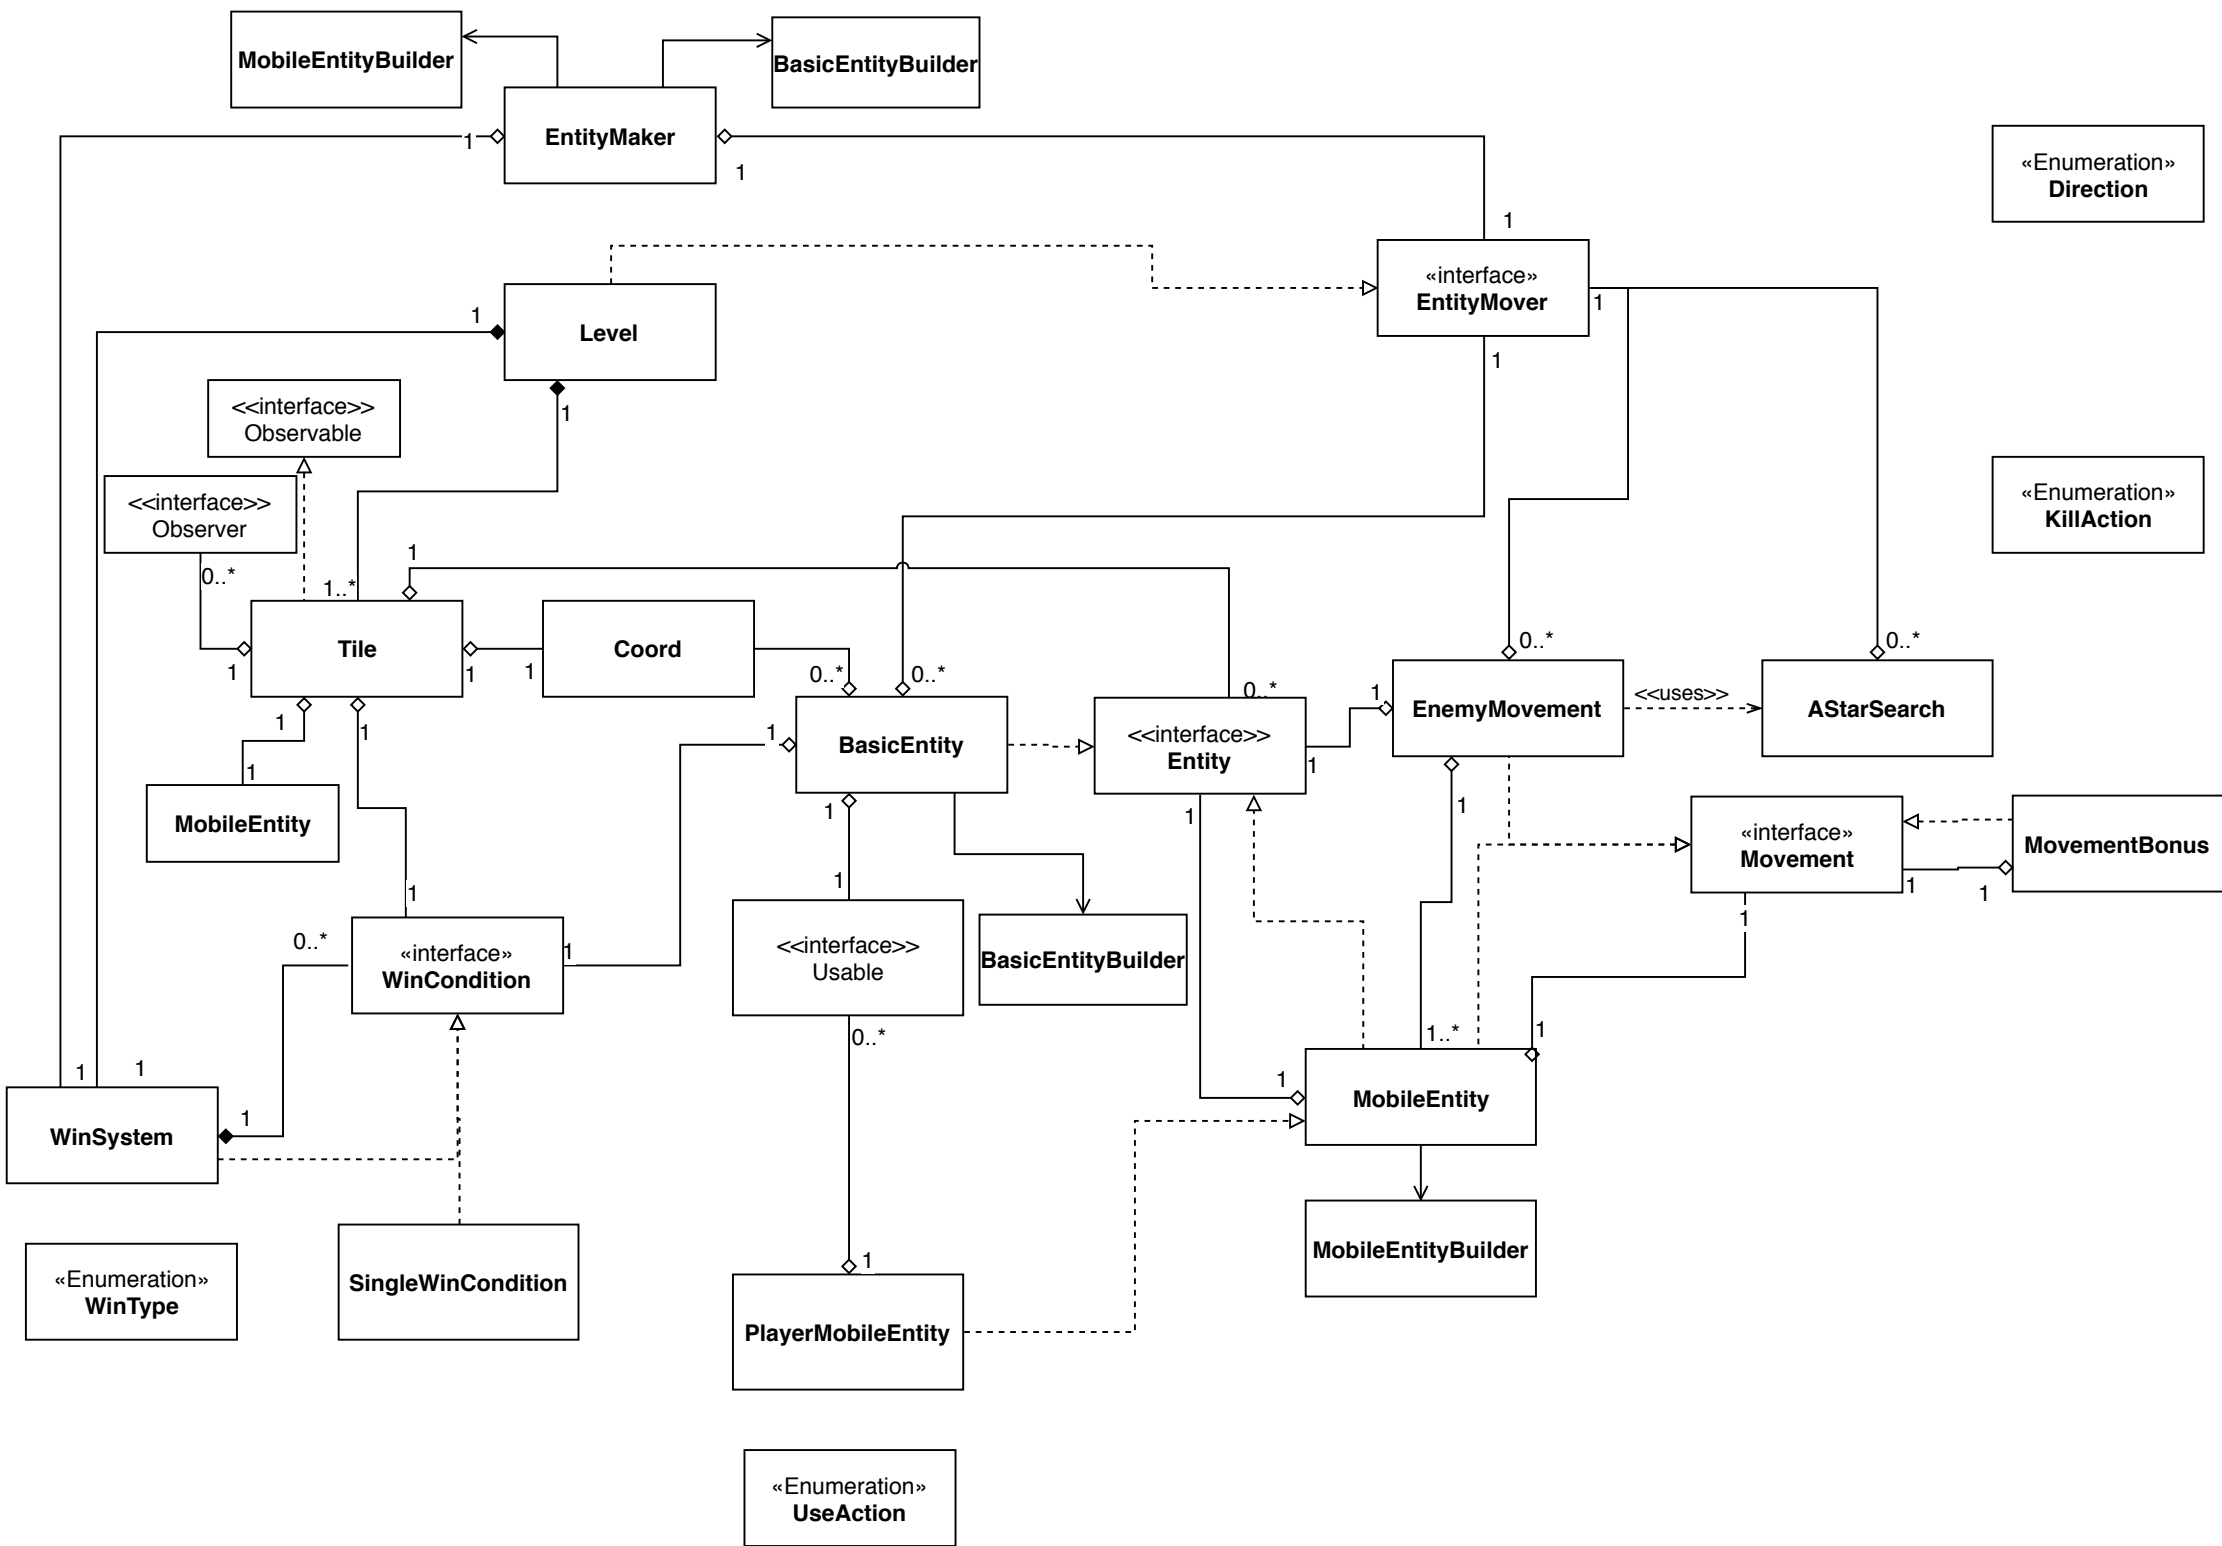 MobileEntityBuilder
BasicEntityBuilder
EntityMaker
1
1
«Enumeration»
Direction
1
«interface»
EntityMover
1
1
Level
1
1
<<interface>>
Observable
«Enumeration»
KillAction
<<interface>>
Observer
1
0..*
1..*
Tile
1
1
1
Coord
0..*
0..*
0..*
0..*
0..*
1
EnemyMovement
<<uses>>
AStarSearch
1
1
1
BasicEntity
<<interface>>
Entity
1
1
MobileEntity
1
1
1
«interface»
Movement
MovementBonus
1
1
1
1
1
<<interface>>
Usable
BasicEntityBuilder
0..*
«interface»
WinCondition
1
0..*
1..*
1
1
1
1
MobileEntity
1
WinSystem
MobileEntityBuilder
«Enumeration»
WinType
SingleWinCondition
1
PlayerMobileEntity
«Enumeration»
UseAction